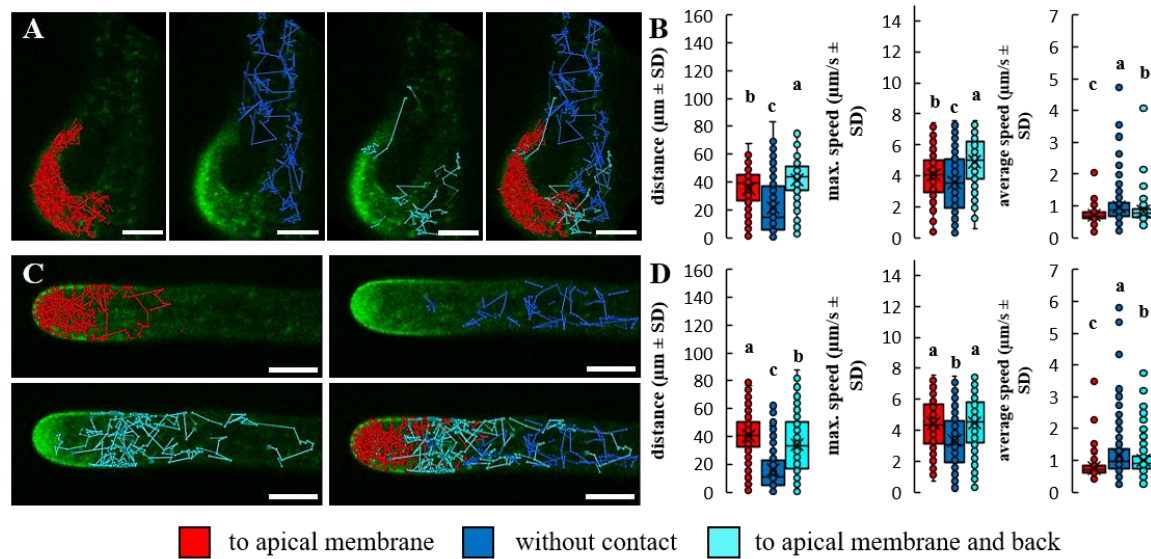 A
B
distance (µm ± SD)
160
140
120
100
80
60
40
20
0
b
c
a
max. speed (µm/s ±
SD)
14
12
10
8
6
4
2
0
b
c
a
average speed (µm/s ±
SD)
7
6
5
4
3
2
1
0
c
a
b
C
D
distance (µm ± SD)
160
140
120
100
80
60
40
20
0
a
c
b
max. speed (µm/s ±
SD)
14
12
10
8
6
4
2
0
a
b
a
average speed (µm/s ±
SD)
7
6
5
4
3
2
1
0
c
a
b
to apical membrane
without contact
to apical membrane and back